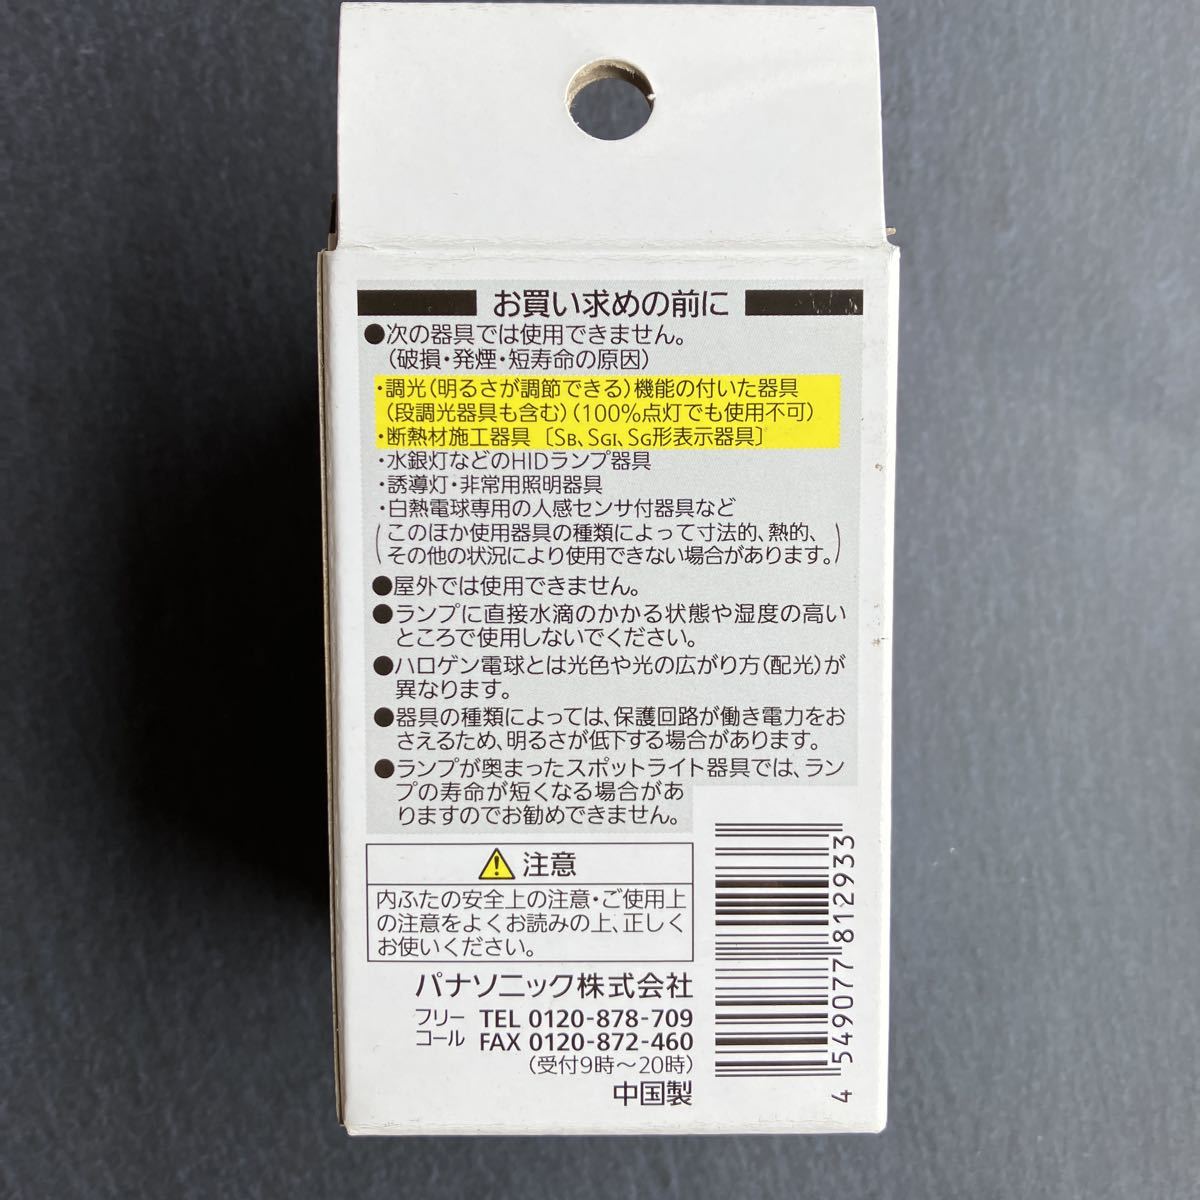 お買い求めの前に
●次の器具では使用できません。
(破損・発煙・短寿命の原因)
・調光(明るさが調節できる)機能の付いた器具
(段調光器具も含む)(100%点灯でも使用不可)
・断熱材施工器具〔SB、SGI、SG形表示器具〕
・水銀灯などのHIDランプ器具
・誘導灯・非常用照明器具
・白熱電球専用の人感センサ付器具など
(このほか使用器具の種類によって寸法的、熱的、
その他の状況により使用できない場合があります。)
●屋外では使用できません。
●ランプに直接水滴のかかる状態や湿度の高い
ところで使用しないでください。
●ハロゲン電球とは光色や光の広がり方(配光)が
異なります。
●器具の種類によっては、保護回路が働き電力をお
さえるため、明るさが低下する場合があります。
●ランプが奥まったスポットライト器具では、ラン
プの寿命が短くなる場合があ
りますのでお勧めできません。
注意
内ふたの安全上の注意・ご使用上
の注意をよくお読みの上、正しく
お使いください。
パナソニック株式会社
フリー TEL 0120-878-709
コール FAX 0120-872-460
(受付9時〜20時)
中国製
4 549077 812933